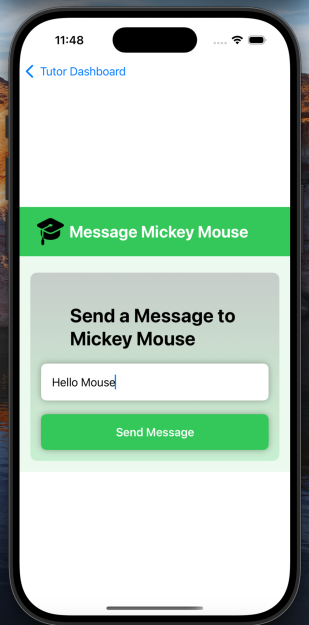 11:48
Tutor Dashboard
Message Mickey Mouse
Send a Message to
Mickey Mouse
Hello Mouse
Send Message